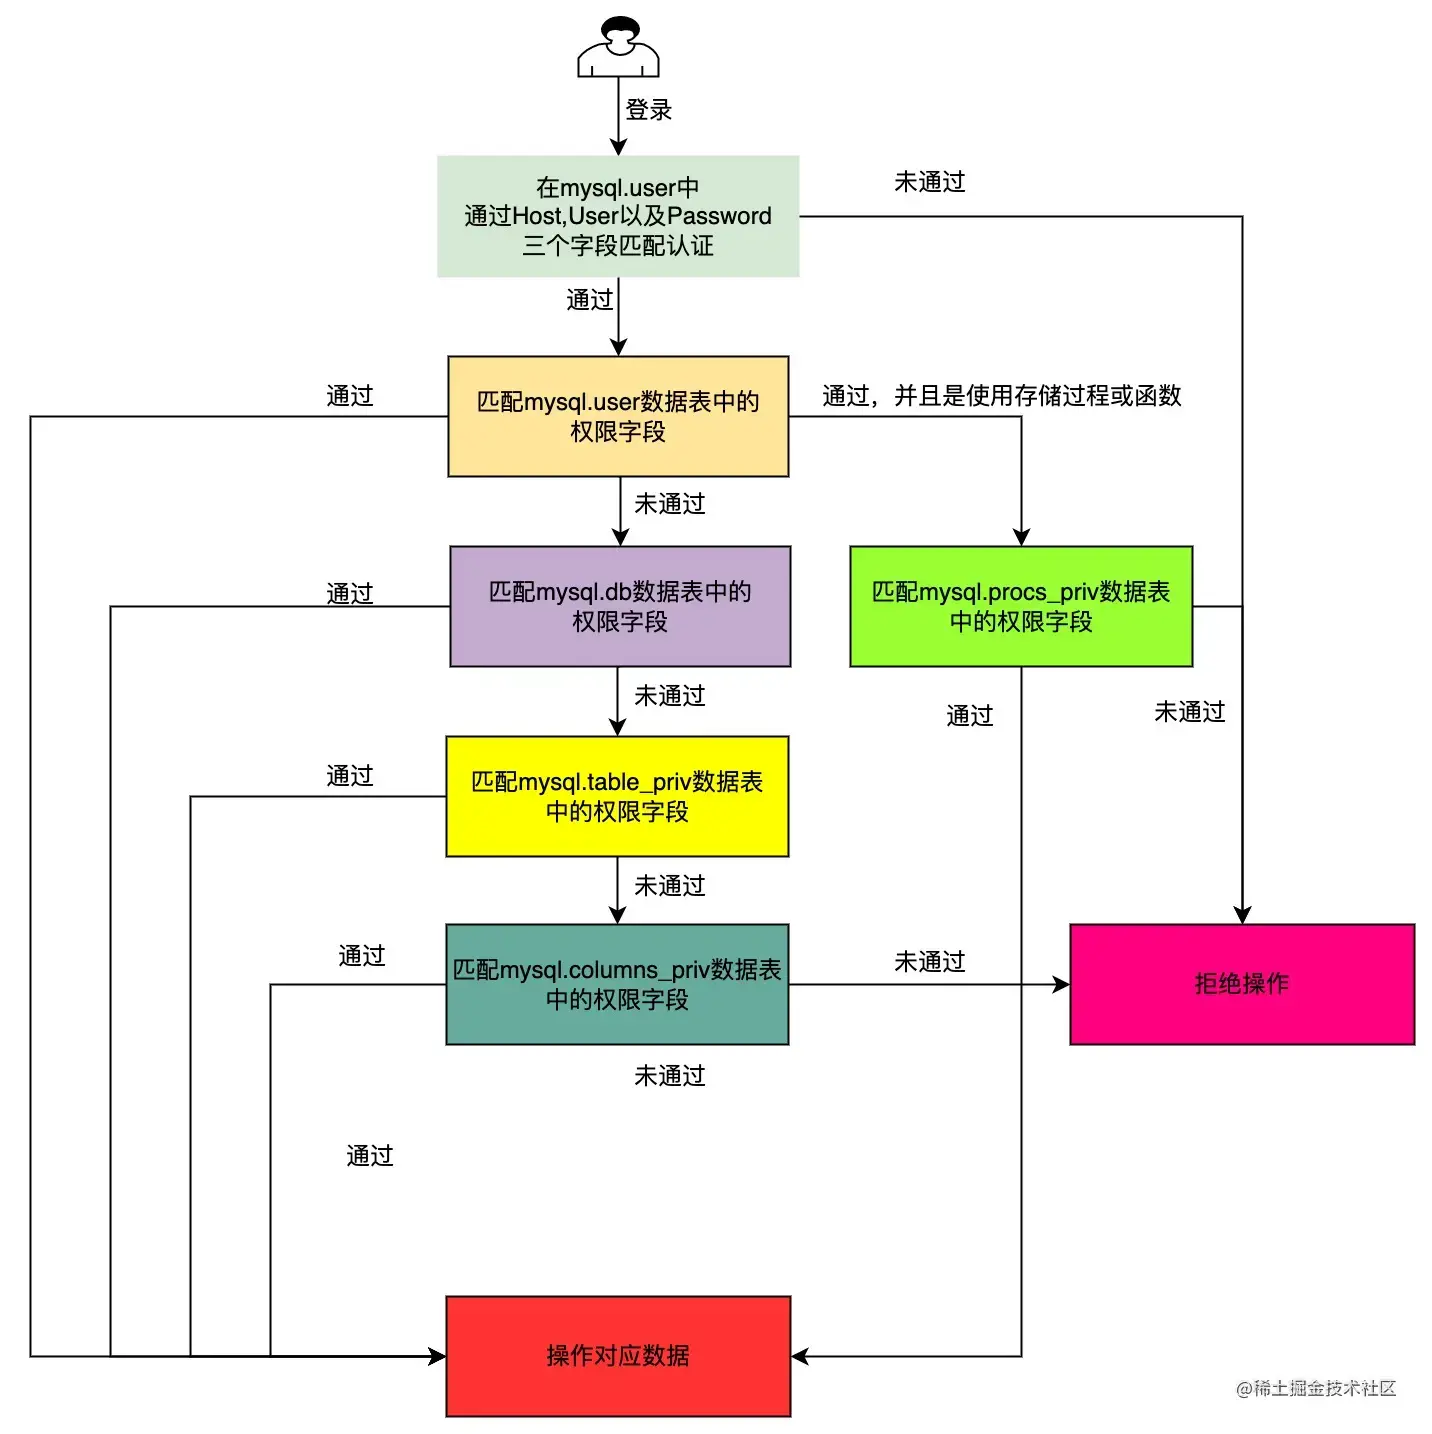 登录
在mysql.user中
通过Host,User以及Password
三个字段匹配认证
未通过
通过
通过
匹配mysql.user数据表中的
权限字段
通过，并且是使用存储过程或函数
未通过
通过
匹配mysql.db数据表中的
权限字段
匹配mysql.procs_priv数据表
中的权限字段
未通过
通过
未通过
通过
匹配mysql.table_priv数据表
中的权限字段
未通过
通过
匹配mysql.columns_priv数据表
中的权限字段
未通过
拒绝操作
未通过
通过
操作对应数据
@稀土掘金技术社区